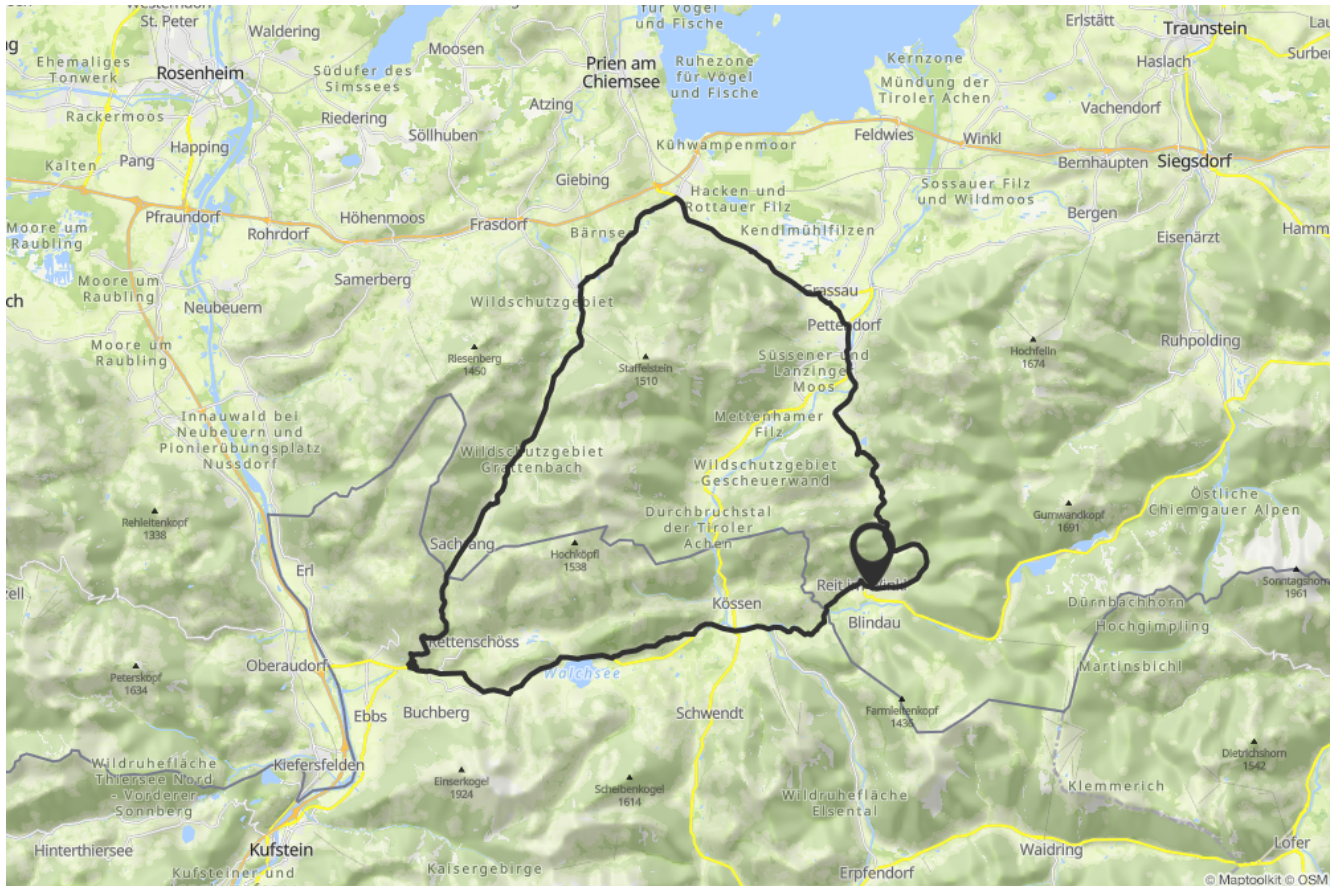 Westerndorf
St. Peter
Waldering
für Vögel
und Fische
Erlstätt
Traunstein
Moosen
Ehemaliges
Tonwerk
Rosenheim
Südufer des
Simssees
Prien am
Chiemsee
Ruhezone
für Vögel
und Fische
Kernzone
Mündung der
Tiroler Achen
Haslach
Surber
Rackermoos
Riedering
Atzing
Söllhuben
Vachendorf
Happing
Feldwies
Winkl
Kühwampenmoor
Kalten
Pang
Bernhaupten
Siegsdorf
Giebing
Hacken und
Rottauer Filz
Sossauer Filz
und Wildmoos
Pfraundorf
Höhenmoos
Frasdorf
Bärnse
Kendlmühlfilzen
Bergen
Moore um
Raubling
Rohrdorf
Eisenärzt
Hamm
Samerberg
Moore um
Raubling
Neubeuern
Wildschutzgebiet
Grassau
ch
Pettendorf
Moore um
Raubling
Riesenberg
1450
Staffelstein
1510
Süssener und
Lanzinger
Moos
Hochfelln
1674
Ruhpolding
Innauwald bei
Neubeuern und
Pionierübungsplatz
Nussdorf
Mettenhamer
Filz
Wildschutzgebiet
Grattenbach
Wildschutzgebiet
Gescheuerwand
Östliche
Chiemgauer Alpen
Rehleitenkopf
1338
Durchbruchstal
der Tiroler
Achen
Gurnwandkopf
1691
Sachrang
Hochköpfl
1538
Erl
Reit im Winkl
Sonntagshorn
1961
zell
Kössen
Blindau
Dürnbachhorn
Hochgimpling
Rettenschöss
Oberaudorf
Walchsee
Martinsbichl
Peterskopf
1634
Buchberg
Ebbs
Schwendt
Farmleitenkopf
1436
Wildruhefläche
Thiersee Nord
- Vorderer
Sonnberg
Kiefersfelden
Einserkogel
1924
Scheibenkogel
1614
Wildruhefläche
Elsental
Dietrichshorn
1542
Klemmerich
Hinterthiersee
Kufstein
Kaisergebirge
Waidring
Lofer
Kufsteiner und
Erpfendorf
© Maptoolkit © OSM